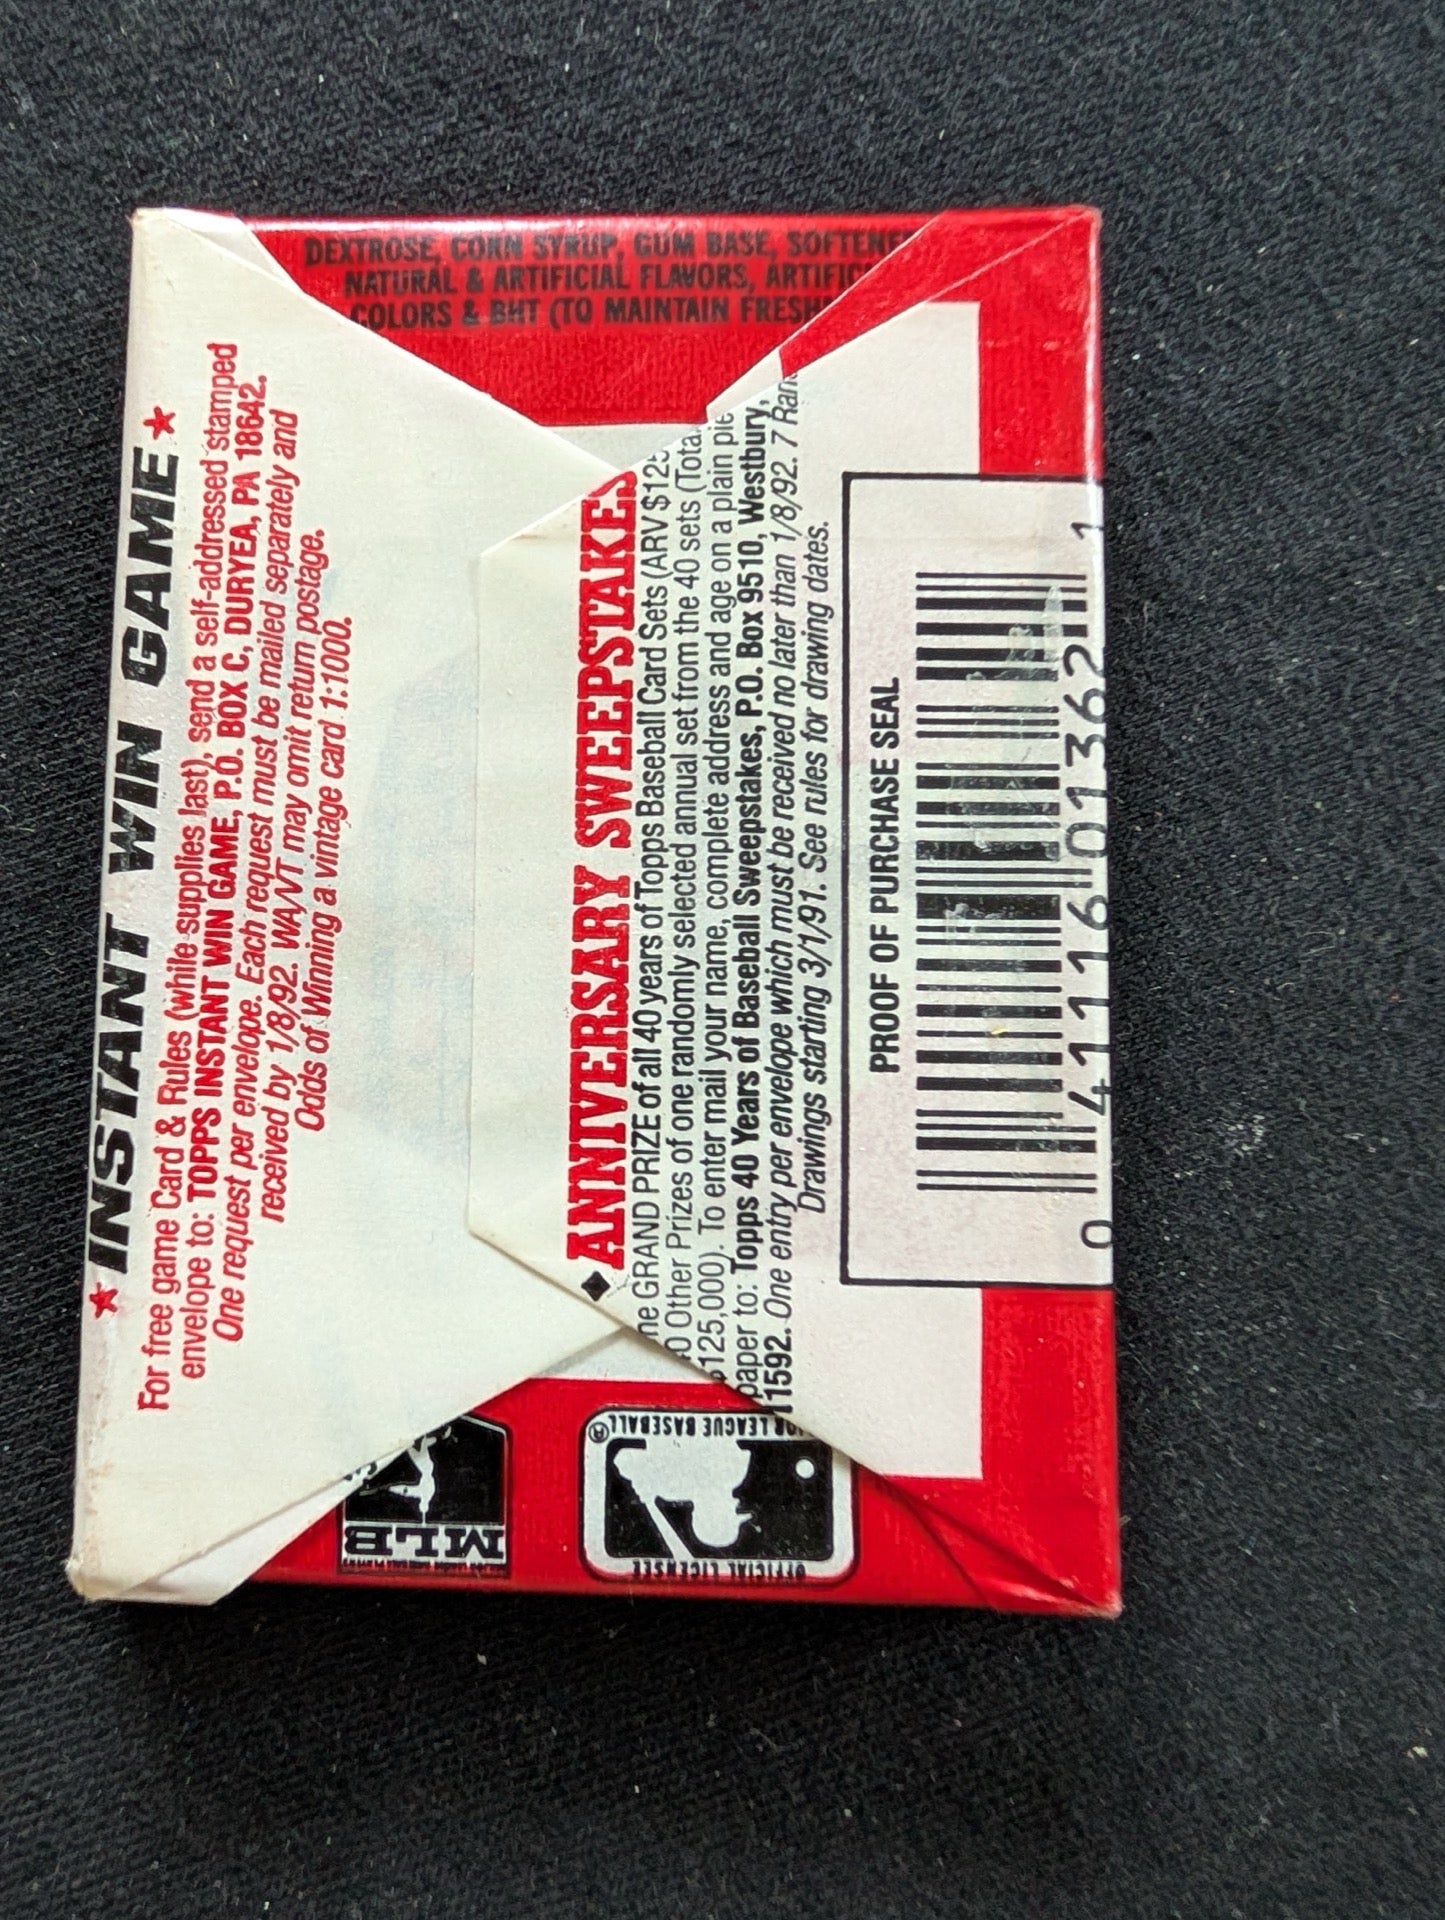 DEXTROSE, CORN SYRUP, GUM BASE,
NATURAL & ARTIFICIAL FLAVORS,
COLORS & BHT (TO MAINTAIN
★ INSTANT WIN GAME ★
For free game Card & Rules (while supplies last), send a self-addressed stamped
envelope to: TOPPS INSTANT WIN GAME, P.O. BOX C, DURYEA, PA 18642.
One request per envelope. Each request must be mailed separately and
received by 1/8/92. WA/VT may omit return postage.
Odds of Winning a vintage card 1:1000.
◆ ANNIVERSARY SWEEPSTAKES
GRAND PRIZE of all 40 years of Topps Baseball Card Sets (ARV
Other Prizes of one randomly selected annual set from the 40 sets
$125,000). To enter mail your name, complete address and age on a plain
paper to: Topps 40 Years of Baseball Sweepstakes, P.O. Box 9510, Westbury,
11592. One entry per envelope which must be received no later than 1/8/92. 7
Drawings starting 3/1/91. See rules for drawing dates.
PROOF OF PURCHASE SEAL
0 41116 01362 1
MLB
LEAGUE BASEBALL ®
OFFICIAL LICENSEE